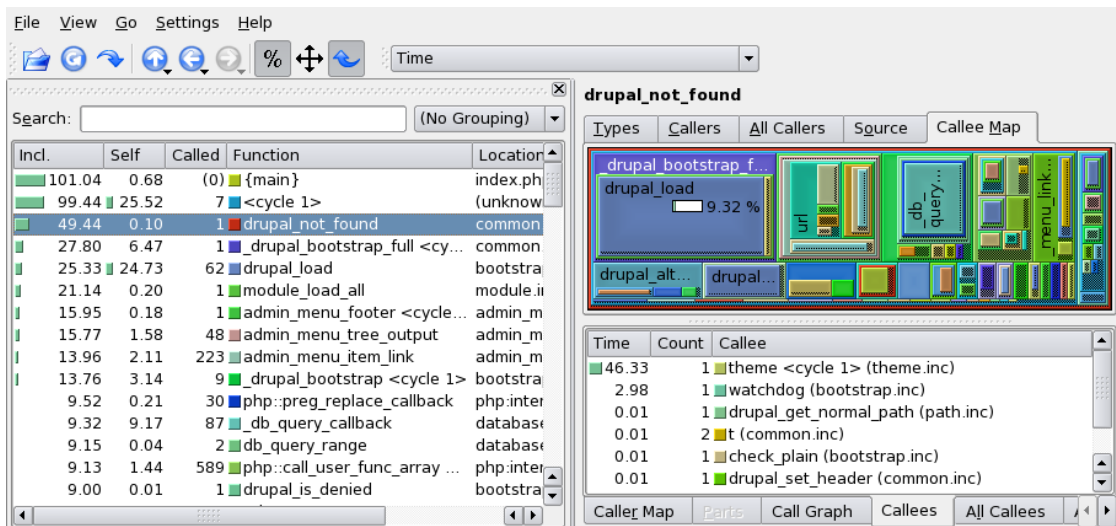 File View Go Settings Help
% Time
Search: (No Grouping)
Incl. Self Called Function Location
101.04 0.68 (0) {main} index.ph
99.44 25.52 7 <cycle 1> (unknow
49.44 0.10 1 drupal_not_found common
27.80 6.47 1 _drupal_bootstrap_full <cy... common
25.33 24.73 62 drupal_load bootstra
21.14 0.20 1 module_load_all module.i
15.95 0.18 1 admin_menu_footer <cycle... admin_m
15.77 1.58 48 admin_menu_tree_output admin_m
13.96 2.11 223 admin_menu_item_link admin_m
13.76 3.14 9 _drupal_bootstrap <cycle 1> bootstra
9.52 0.21 30 php::preg_replace_callback php:inter
9.32 9.17 87 _db_query_callback database
9.15 0.04 2 db_query_range database
9.13 1.44 589 php::call_user_func_array ... php:inter
9.00 0.01 1 drupal_is_denied bootstra
drupal_not_found
Types Callers All Callers Source Callee Map
_drupal_bootstrap_f...
drupal_load
9.32 %
url
_db_
query...
_menu_link...
drupal_alt...
drupal...
Time Count Callee
46.33 1 theme <cycle 1> (theme.inc)
2.98 1 watchdog (bootstrap.inc)
0.01 1 drupal_get_normal_path (path.inc)
0.01 2 t (common.inc)
0.01 1 check_plain (bootstrap.inc)
0.01 1 drupal_set_header (common.inc)
Caller Map Parts Call Graph Callees All Callees